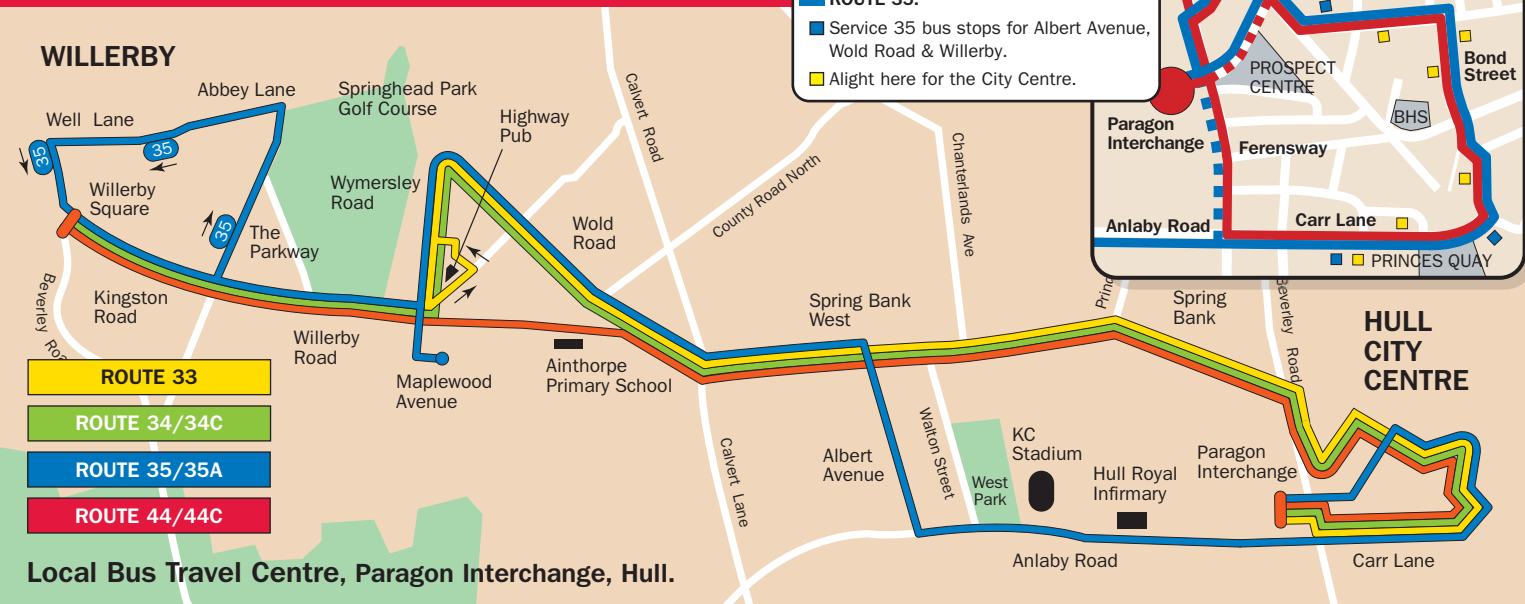 ROUTE 35:
Service 35 bus stops for Albert Avenue,
Wold Road & Willerby.
Alight here for the City Centre.
PROSPECT
CENTRE
Bond
Street
BHS
Paragon
Interchange
Ferensway
Anlaby Road
Carr Lane
PRINCES QUAY
WILLERBY
Abbey Lane
Well Lane
35
35
35
Willerby
Square
The
Parkway
Springhead Park
Golf Course
Highway
Pub
Calvert Road
Wymersley
Road
Wold
Road
County Road North
Chanterlands Ave
Beverley Roa
Kingston
Road
Willerby
Road
Maplewood
Avenue
Ainthorpe
Primary School
Spring Bank
West
Princ
Spring
Bank
Beverley Road
HULL
CITY
CENTRE
ROUTE 33
ROUTE 34/34C
ROUTE 35/35A
ROUTE 44/44C
Calvert Lane
Albert
Avenue
Walton Street
West
Park
KC
Stadium
Hull Royal
Infirmary
Paragon
Interchange
Anlaby Road
Carr Lane
Local Bus Travel Centre, Paragon Interchange, Hull.